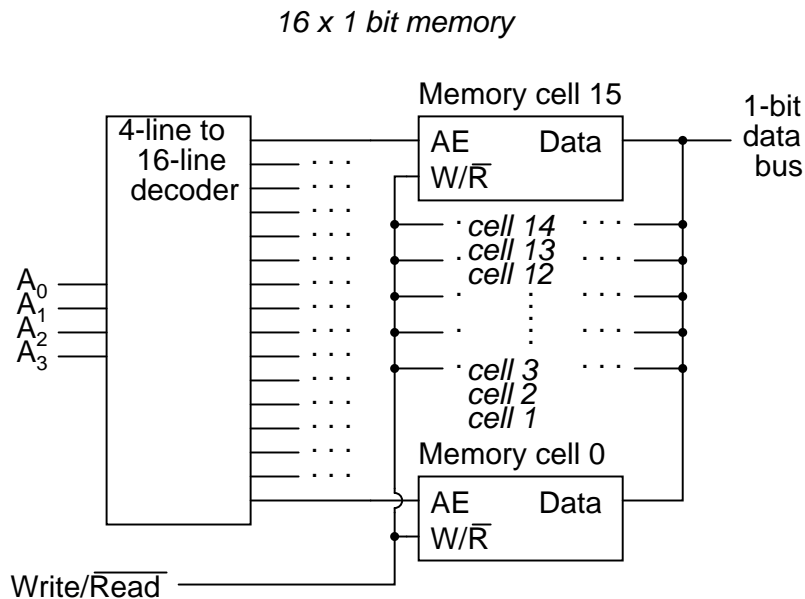 16 x 1 bit memory
Memory cell 15
4-line to
16-line
decoder
AE Data
W/R̅
1-bit
data
bus
cell 14
cell 13
cell 12
A₀
A₁
A₂
A₃
cell 3
cell 2
cell 1
Memory cell 0
AE Data
W/R̅
Write/R̅e̅a̅d̅